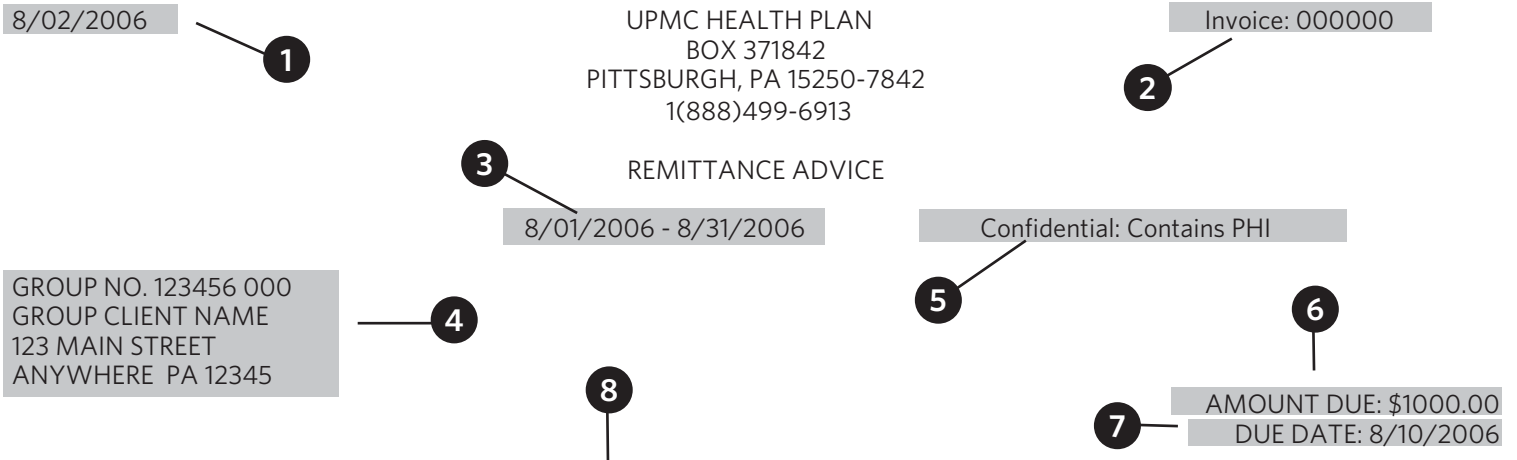 8/02/2006
1
UPMC HEALTH PLAN
BOX 371842
PITTSBURGH, PA 15250-7842
1(888)499-6913
Invoice: 000000
2
3
REMITTANCE ADVICE
8/01/2006 - 8/31/2006
Confidential: Contains PHI
5
GROUP NO. 123456 000
GROUP CLIENT NAME
123 MAIN STREET
ANYWHERE PA 12345
4
6
8
AMOUNT DUE: $1000.00
7
DUE DATE: 8/10/2006